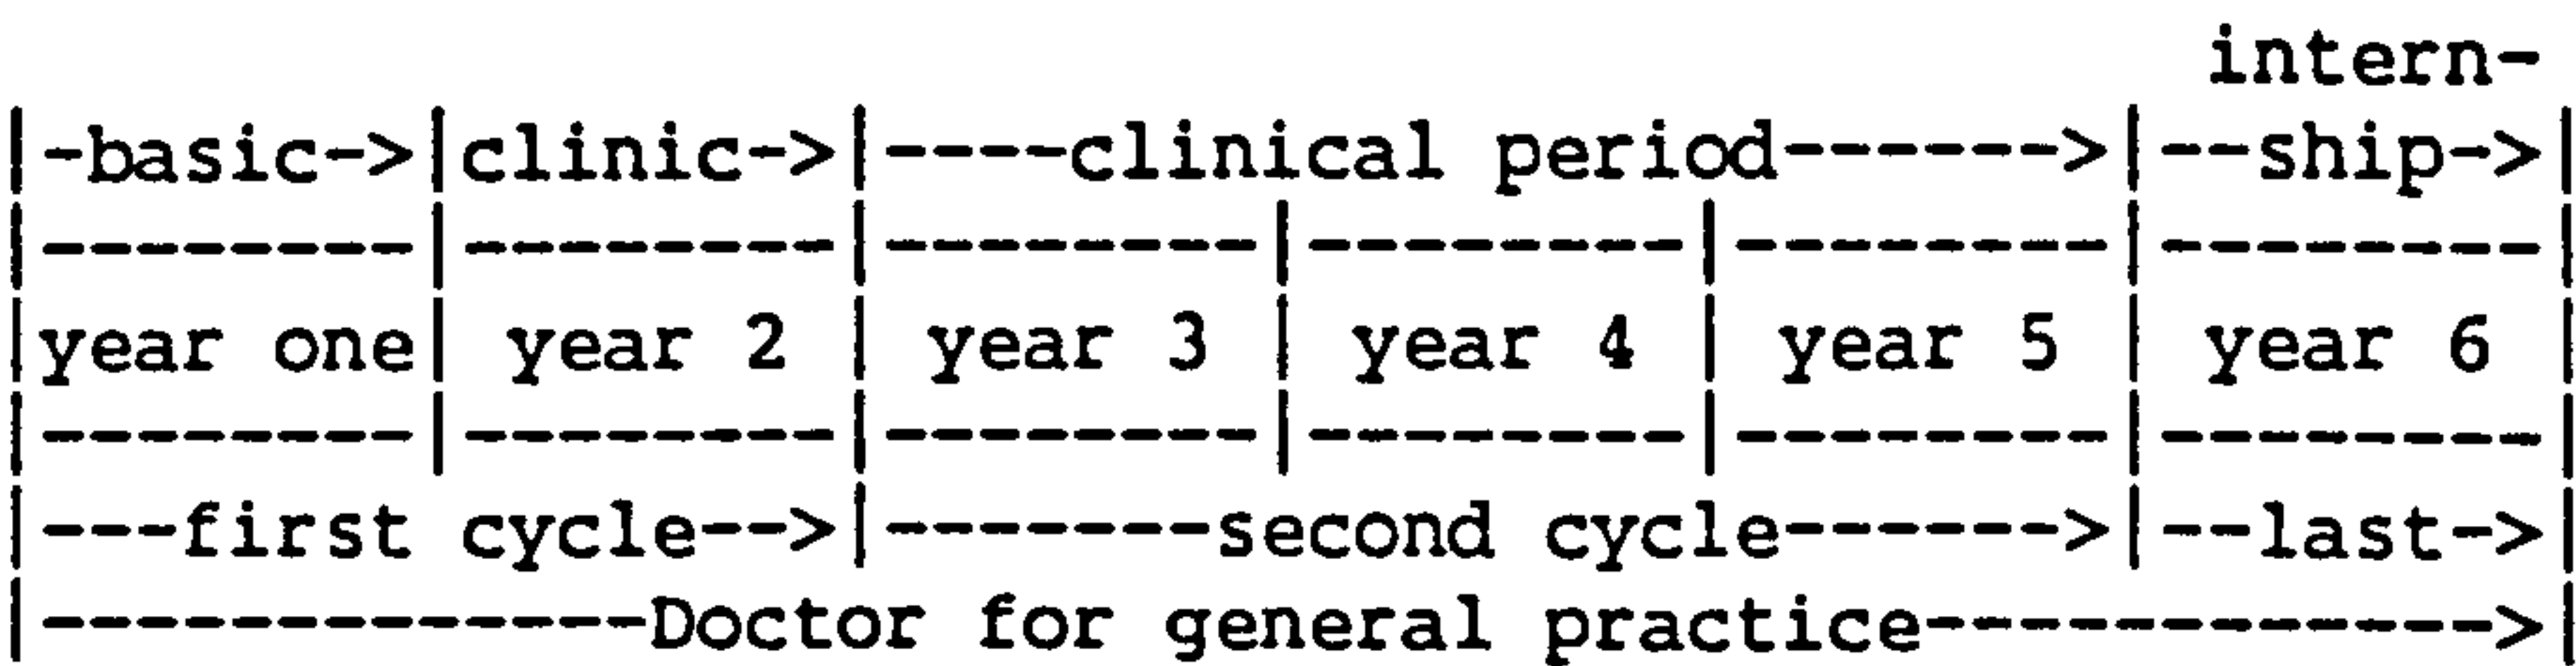 intern-
|-basic->|clinic->|----clinical period------>|--ship->|
|--------|--------|--------|--------|--------|--------
|year one| year 2 | year 3 | year 4 | year 5 | year 6 |
|--------|--------|--------|--------|--------|--------
|---first cycle-->|-------second cycle------>|--last->|
|-------------Doctor for general practice------------->|